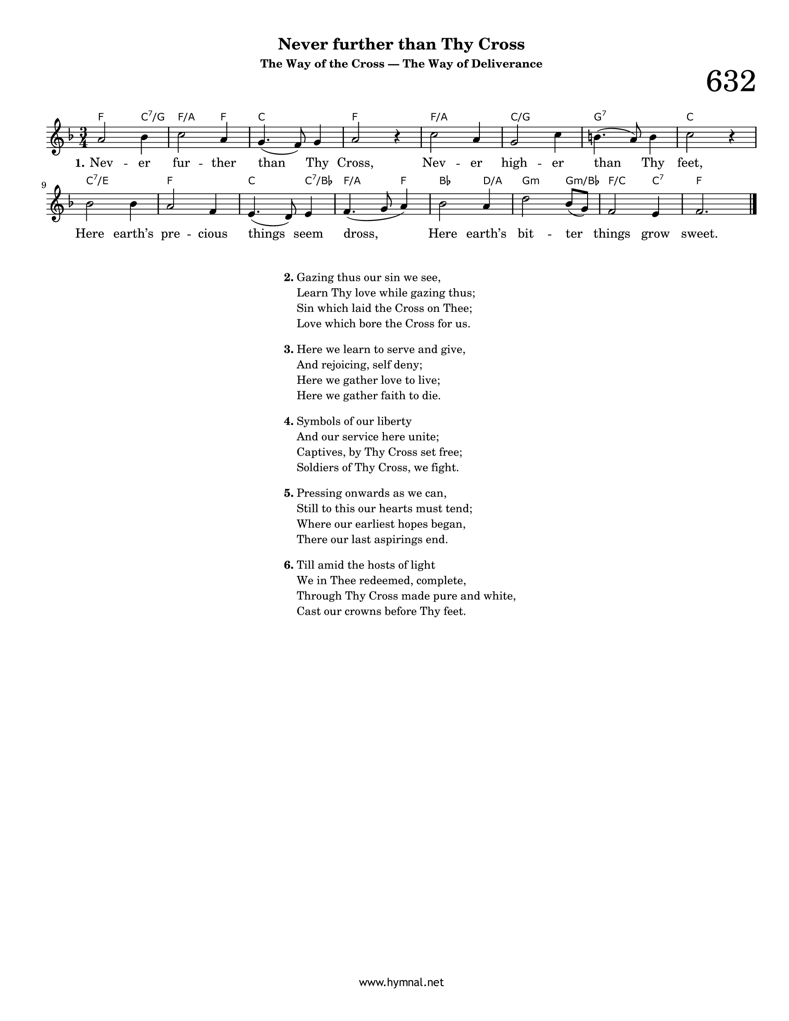 Never further than Thy Cross
The Way of the Cross — The Way of Deliverance
632
F C7/G F/A F C F F/A C/G G7 C
3
4
1. Nev - er fur - ther than Thy Cross, Nev - er high - er than Thy feet,
9 C7/E F C C7/B♭ F/A F B♭ D/A Gm Gm/B♭ F/C C7 F
Here earth's pre - cious things seem dross, Here earth's bit - ter things grow sweet.
2. Gazing thus our sin we see,
Learn Thy love while gazing thus;
Sin which laid the Cross on Thee;
Love which bore the Cross for us.
3. Here we learn to serve and give,
And rejoicing, self deny;
Here we gather love to live;
Here we gather faith to die.
4. Symbols of our liberty
And our service here unite;
Captives, by Thy Cross set free;
Soldiers of Thy Cross, we fight.
5. Pressing onwards as we can,
Still to this our hearts must tend;
Where our earliest hopes began,
There our last aspirings end.
6. Till amid the hosts of light
We in Thee redeemed, complete,
Through Thy Cross made pure and white,
Cast our crowns before Thy feet.
www.hymnal.net